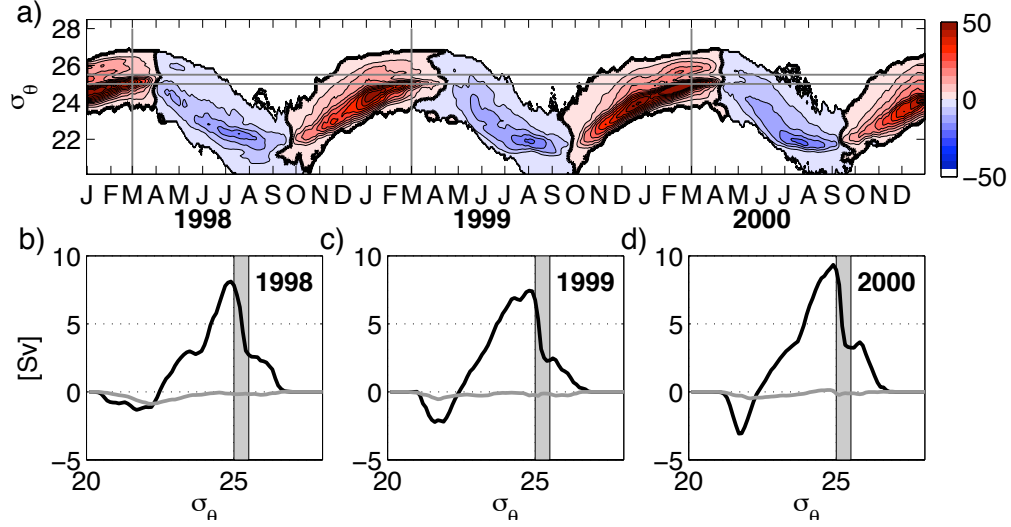 a)
σθ
28
26
24
22
50
0
−50
J F M A M J J A S O N D J F M A M J J A S O N D J F M A M J J A S O N D
1998 1999 2000
b) c) d)
[Sv]
10
5
0
−5
1998
20 25
σθ
10
5
0
−5
1999
20 25
σθ
10
5
0
−5
2000
20 25
σθ